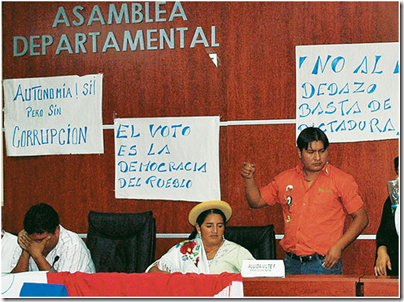 ASAMBLEA
DEPARTAMENTAL
AUTONOMIA! SI!
PERO SIN
CORRUPCION
EL VOTO
ES LA
DEMOCRACIA
DEL PUEBLO
¡NO AL
DEDAZO
BASTA DE
DICTADURA